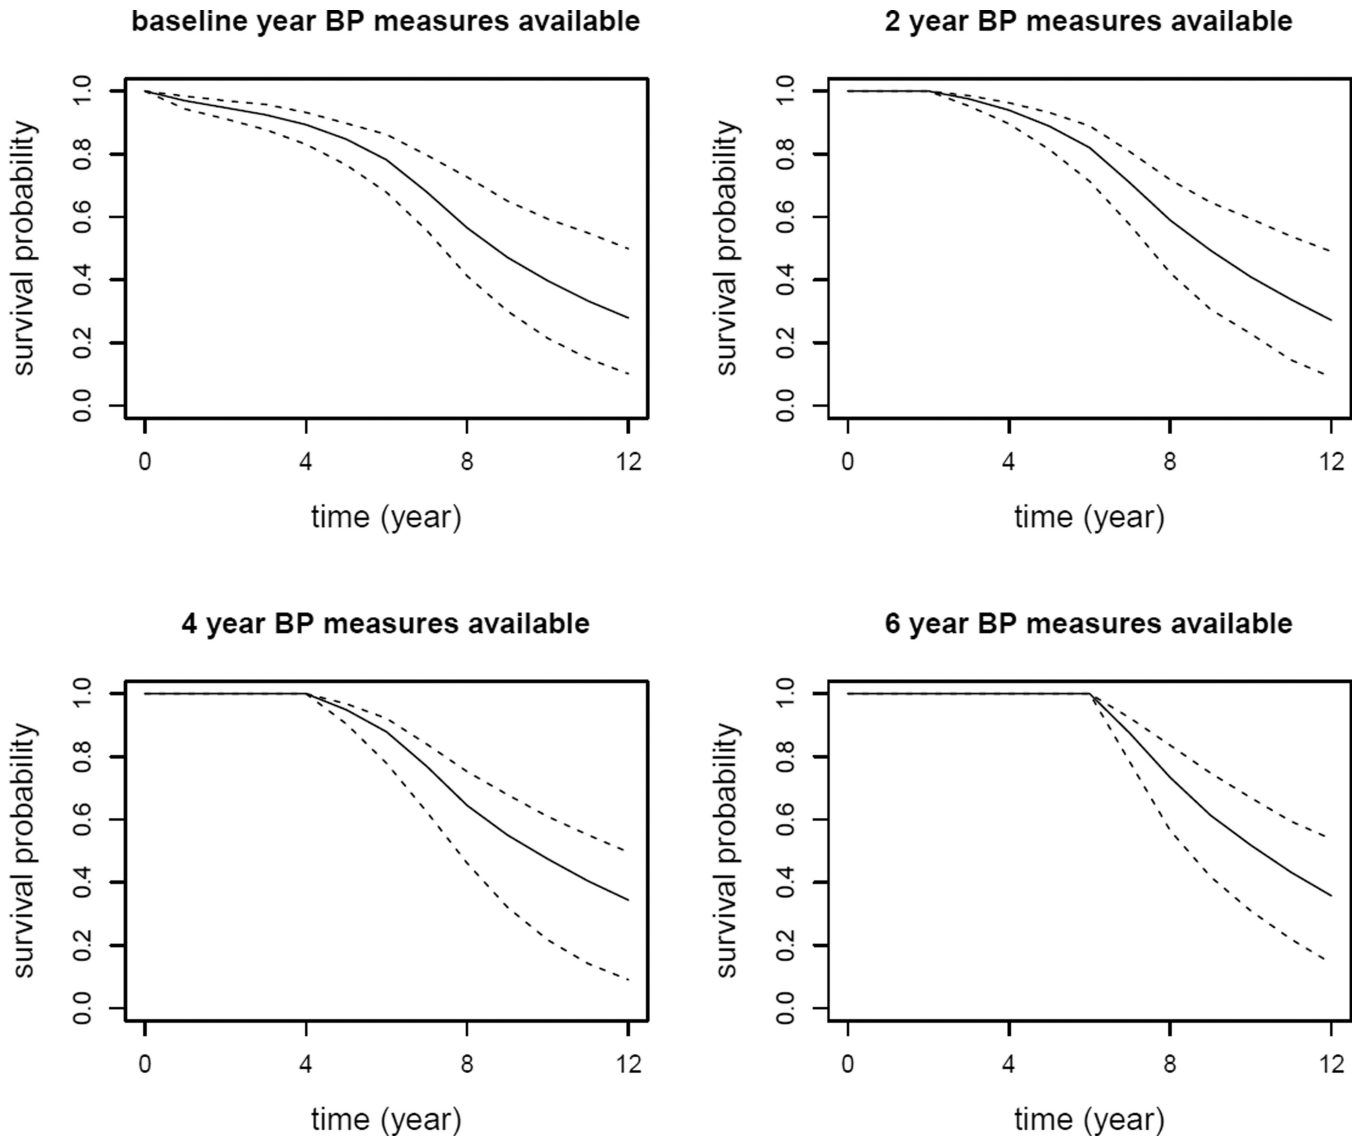 baseline year BP measures available
survival probability
1.0
0.8
0.6
0.4
0.2
0.0
0 4 8 12
time (year)
2 year BP measures available
survival probability
1.0
0.8
0.6
0.4
0.2
0.0
0 4 8 12
time (year)
4 year BP measures available
survival probability
1.0
0.8
0.6
0.4
0.2
0.0
0 4 8 12
time (year)
6 year BP measures available
survival probability
1.0
0.8
0.6
0.4
0.2
0.0
0 4 8 12
time (year)